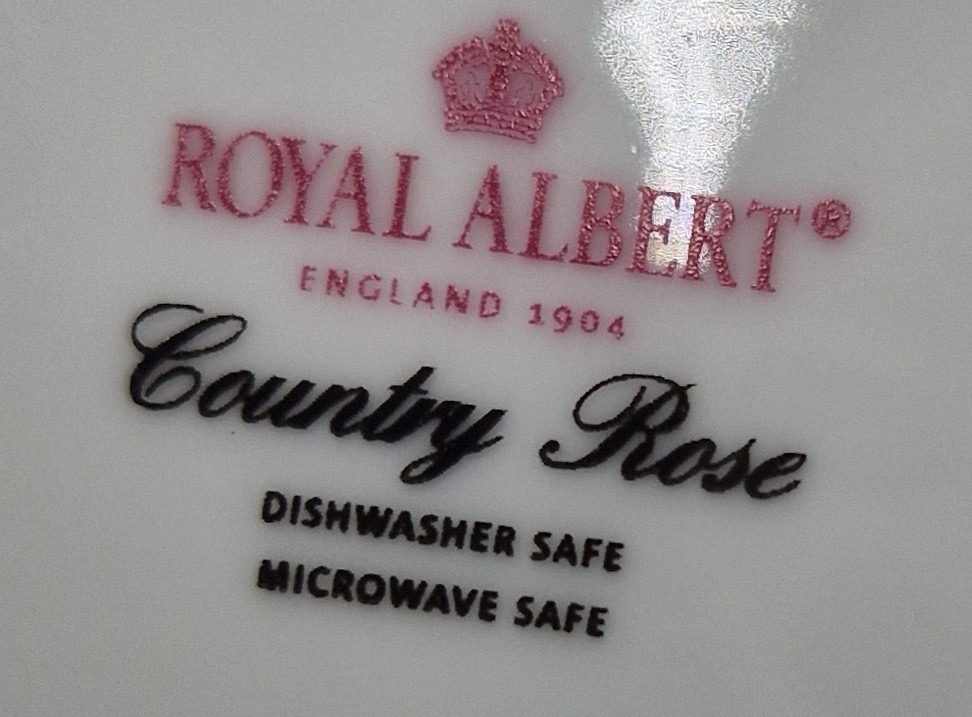 ROYAL ALBERT®
ENGLAND 1904
Country Rose
DISHWASHER SAFE
MICROWAVE SAFE